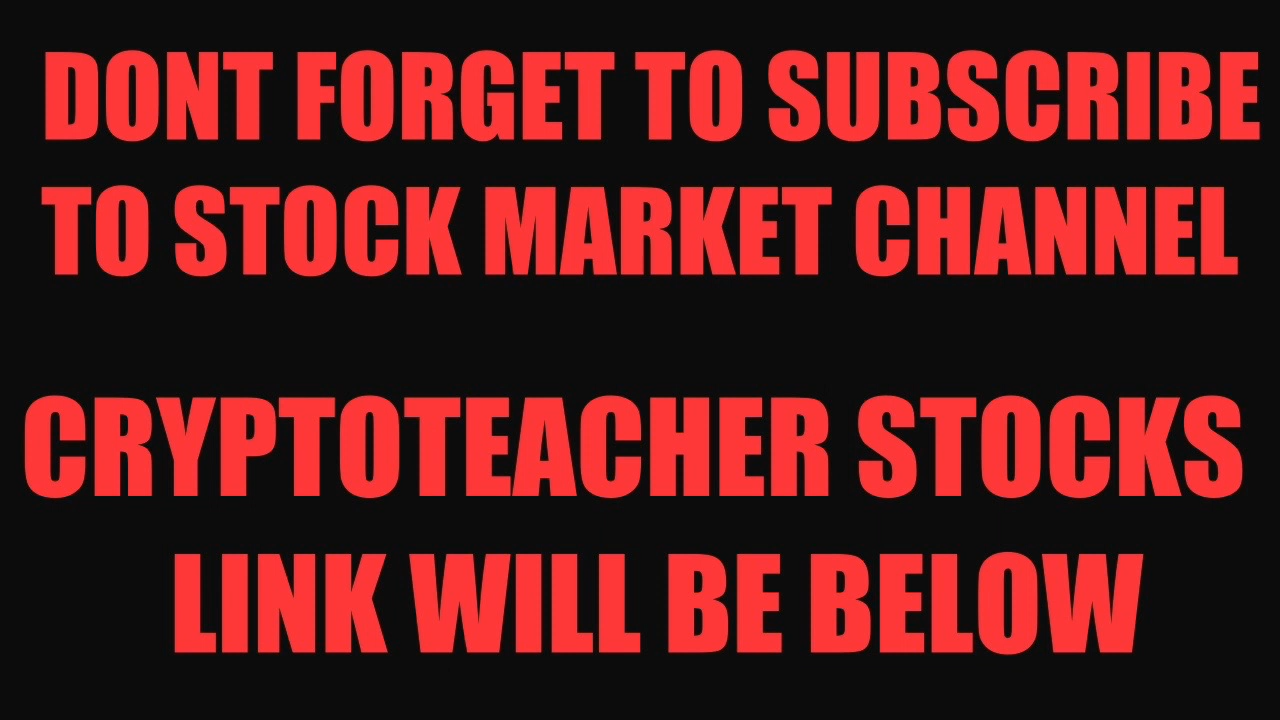 DONT FORGET TO SUBSCRIBE
TO STOCK MARKET CHANNEL
CRYPTOTEACHER STOCKS
LINK WILL BE BELOW